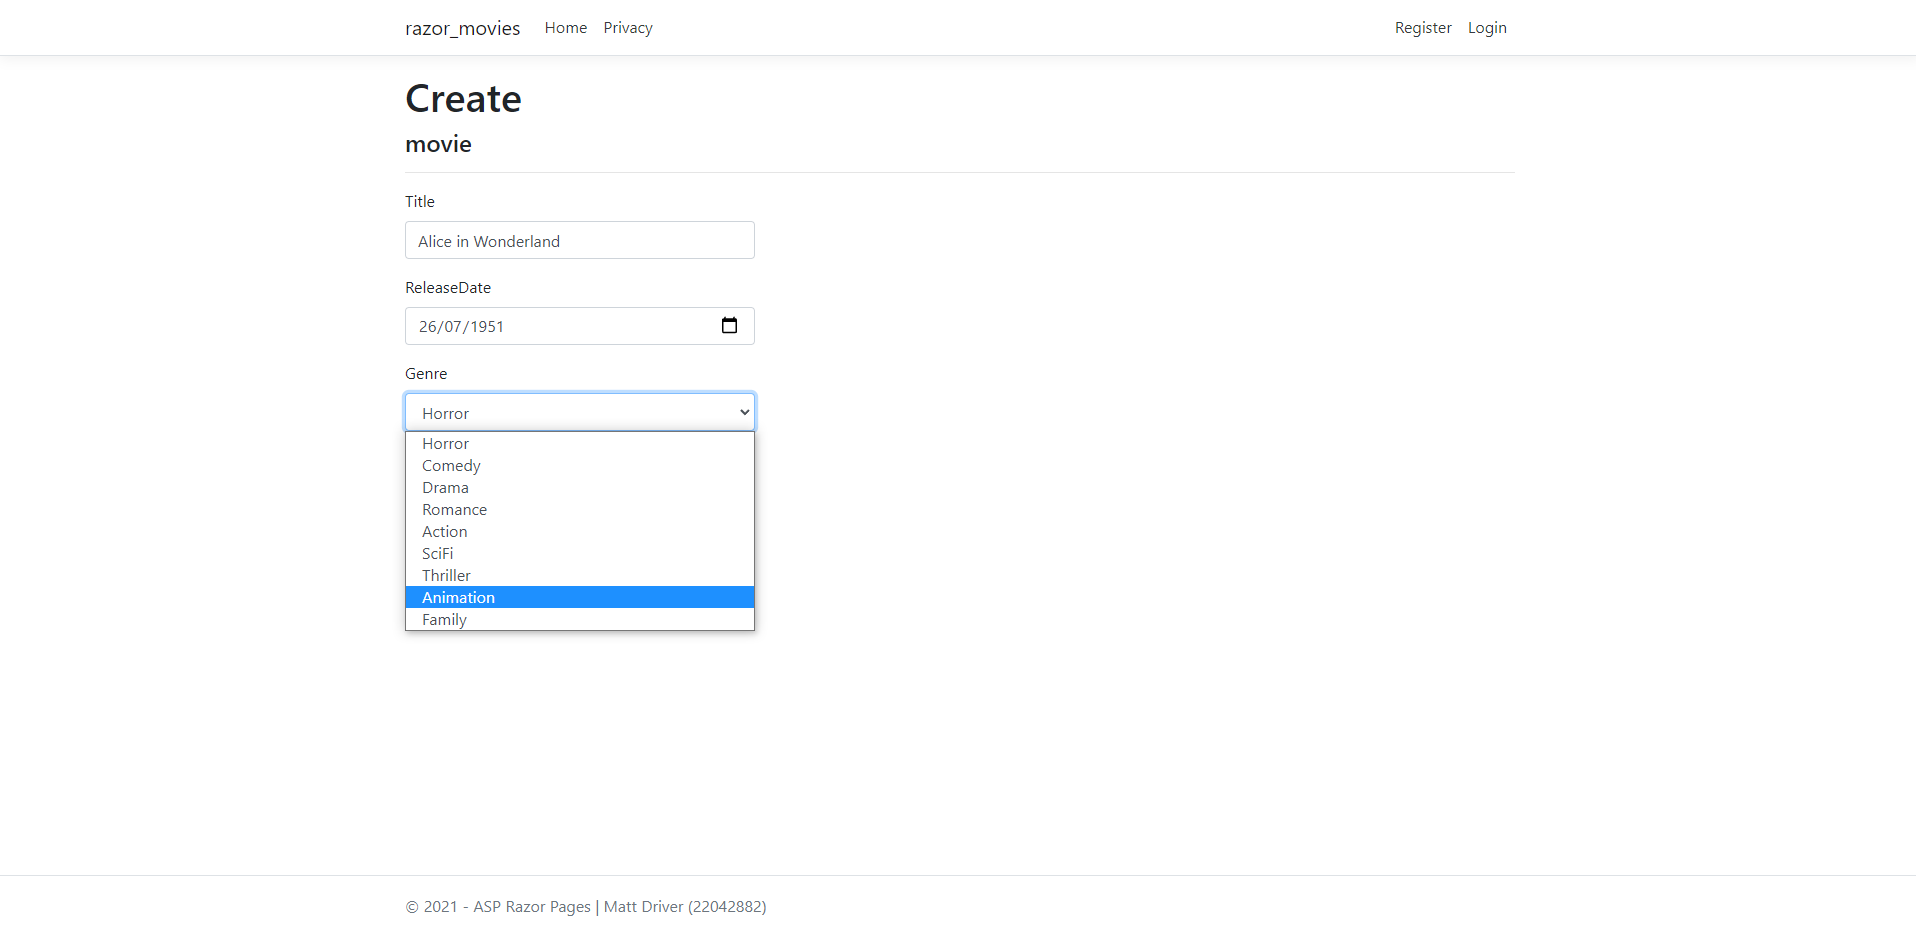 razor_movies Home Privacy Register Login
Create
movie
Title
Alice in Wonderland
ReleaseDate
26/07/1951
Genre
Horror
Horror
Comedy
Drama
Romance
Action
SciFi
Thriller
Animation
Family
© 2021 - ASP Razor Pages | Matt Driver (22042882)